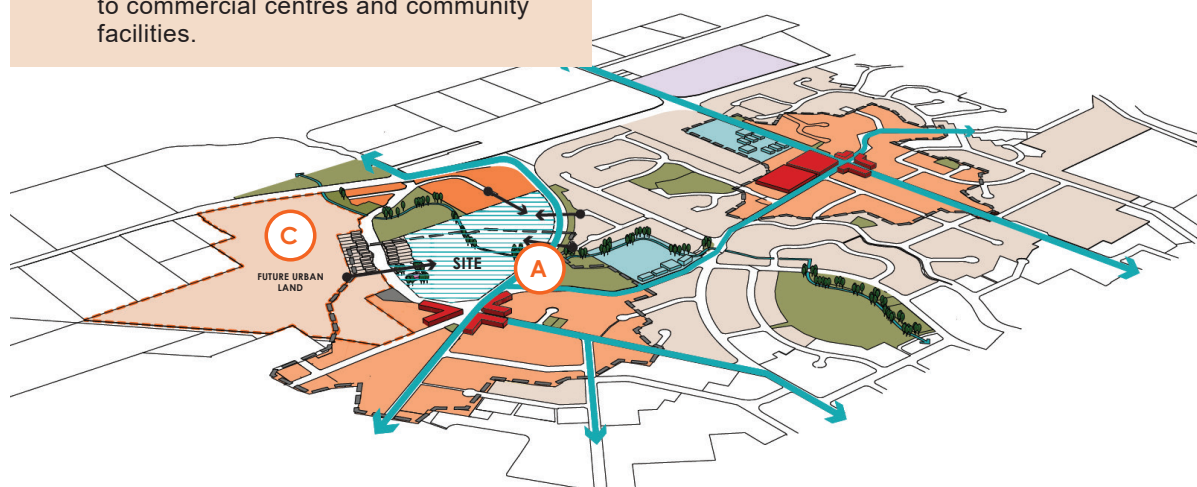 to commercial centres and community
facilities.
C
FUTURE URBAN
LAND
SITE
A